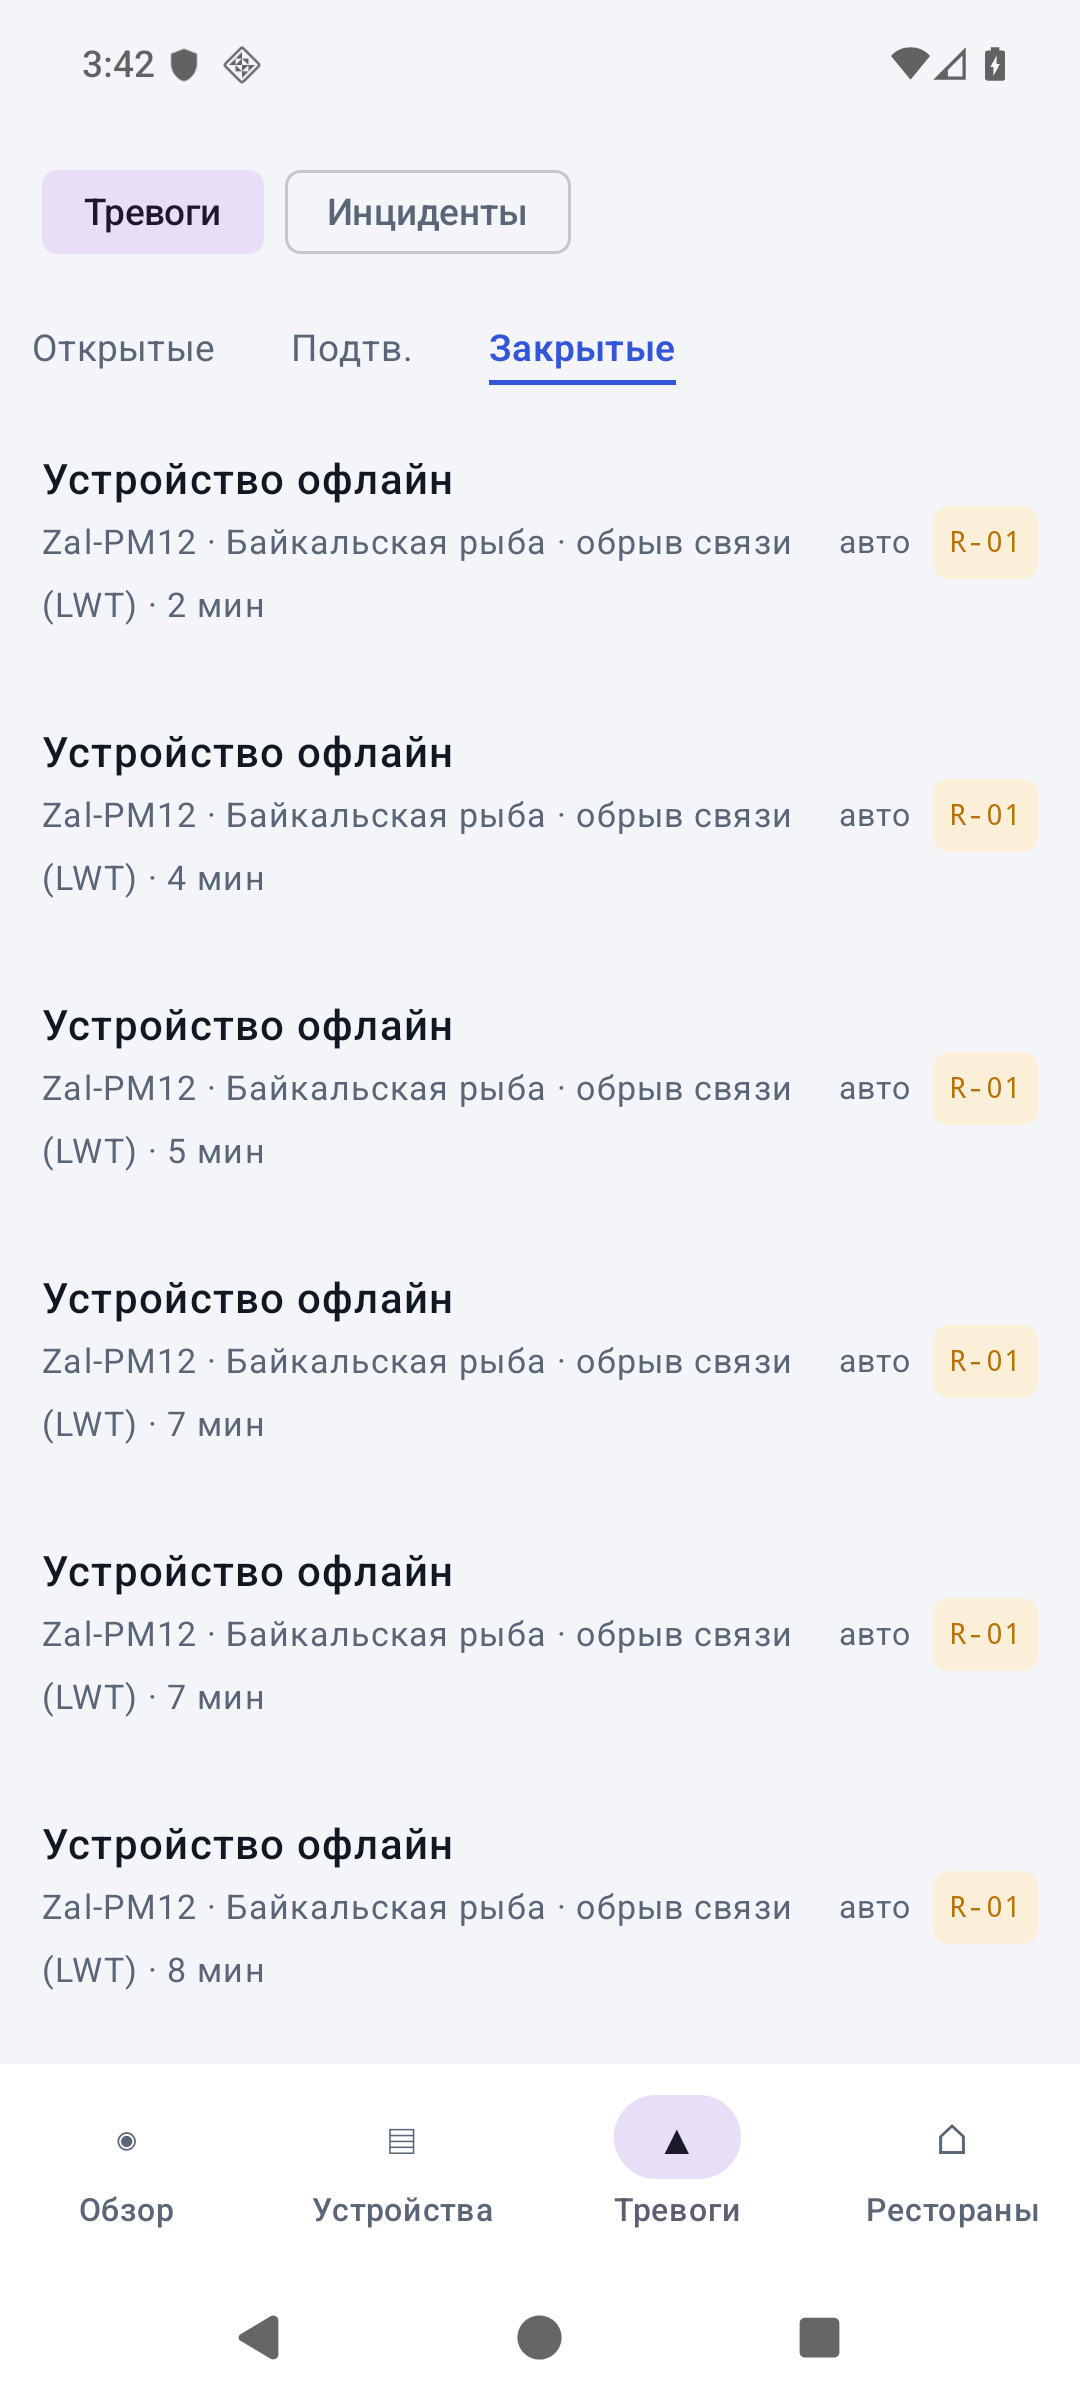 3:42
Тревоги
Инциденты
Открытые
Подтв.
Закрытые
Устройство офлайн
Zal-PM12 · Байкальская рыба · обрыв связи
(LWT) · 2 мин
авто
R-01
Устройство офлайн
Zal-PM12 · Байкальская рыба · обрыв связи
(LWT) · 4 мин
авто
R-01
Устройство офлайн
Zal-PM12 · Байкальская рыба · обрыв связи
(LWT) · 5 мин
авто
R-01
Устройство офлайн
Zal-PM12 · Байкальская рыба · обрыв связи
(LWT) · 7 мин
авто
R-01
Устройство офлайн
Zal-PM12 · Байкальская рыба · обрыв связи
(LWT) · 7 мин
авто
R-01
Устройство офлайн
Zal-PM12 · Байкальская рыба · обрыв связи
(LWT) · 8 мин
авто
R-01
Обзор
Устройства
Тревоги
Рестораны